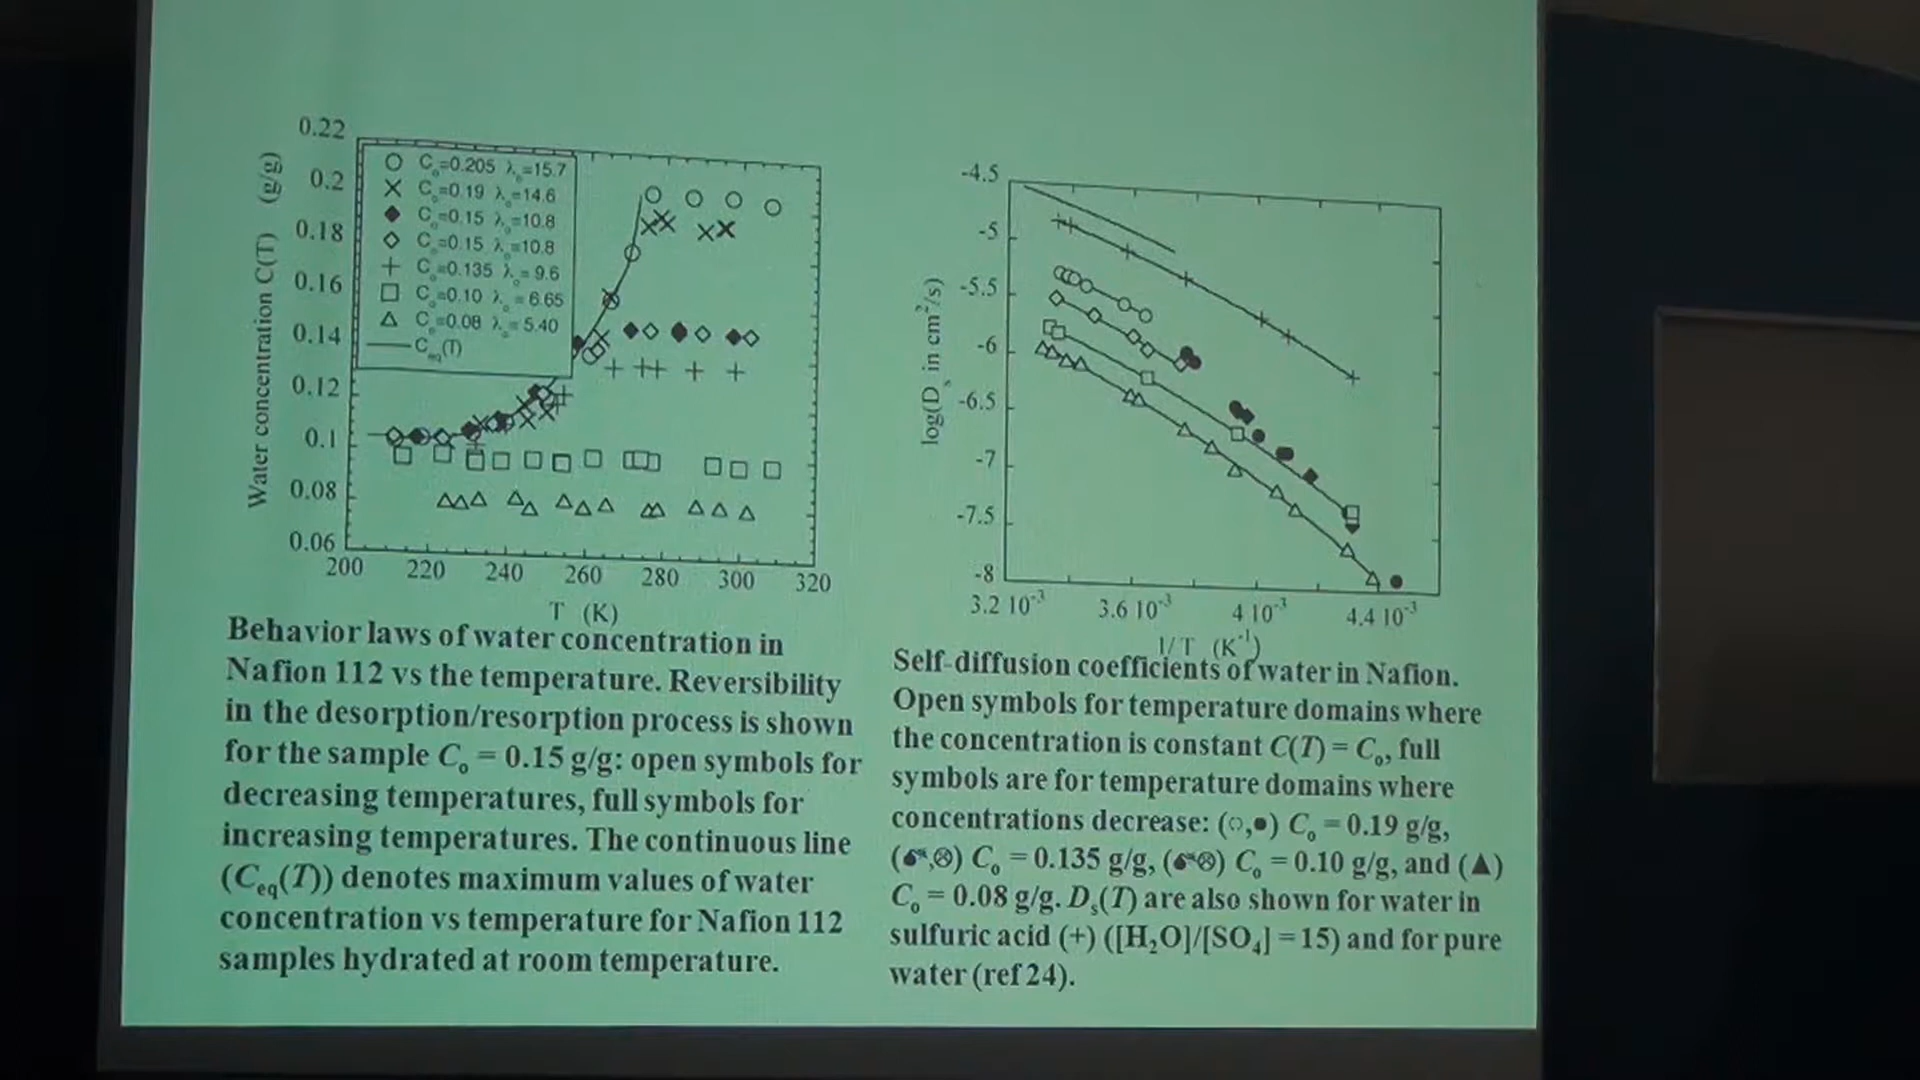 0.22
0.2
0.18
0.16
0.14
0.12
0.1
0.08
0.06
Water concentration C(T) (g/g)
C₀=0.205 λ₀=15.7
C₀=0.19 λ₀=14.6
C₀=0.15 λ₀=10.8
C₀=0.15 λ₀=10.8
C₀=0.135 λ₀=9.6
C₀=0.10 λ₀=6.65
C₀=0.08 λ₀=5.40
C_eq(T)
200 220 240 260 280 300 320
T (K)
Behavior laws of water concentration in
Nafion 112 vs the temperature. Reversibility
in the desorption/resorption process is shown
for the sample C₀ = 0.15 g/g: open symbols for
decreasing temperatures, full symbols for
increasing temperatures. The continuous line
(C_eq(T)) denotes maximum values of water
concentration vs temperature for Nafion 112
samples hydrated at room temperature.
-4.5
-5
-5.5
-6
-6.5
-7
-7.5
-8
log(Dₛ in cm²/s)
3.2 10⁻³ 3.6 10⁻³ 4 10⁻³ 4.4 10⁻³
1/T (K⁻¹)
Self-diffusion coefficients of water in Nafion.
Open symbols for temperature domains where
the concentration is constant C(T) = C₀, full
symbols are for temperature domains where
concentrations decrease: (○,●) C₀ = 0.19 g/g,
(💣,☹) C₀ = 0.135 g/g, (💣☹) C₀ = 0.10 g/g, and (▲)
C₀ = 0.08 g/g. Dₛ(T) are also shown for water in
sulfuric acid (+) ([H₂O]/[SO₄] = 15) and for pure
water (ref 24).